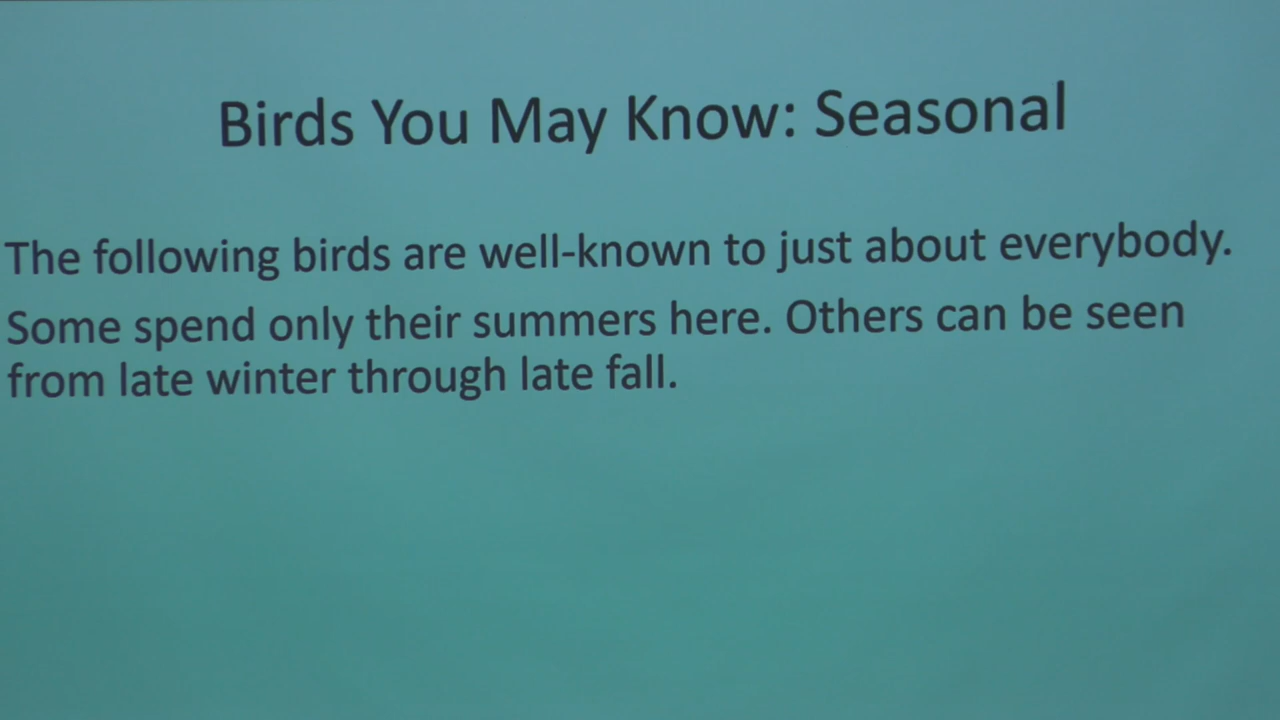 Birds You May Know: Seasonal
The following birds are well-known to just about everybody.
Some spend only their summers here. Others can be seen
from late winter through late fall.